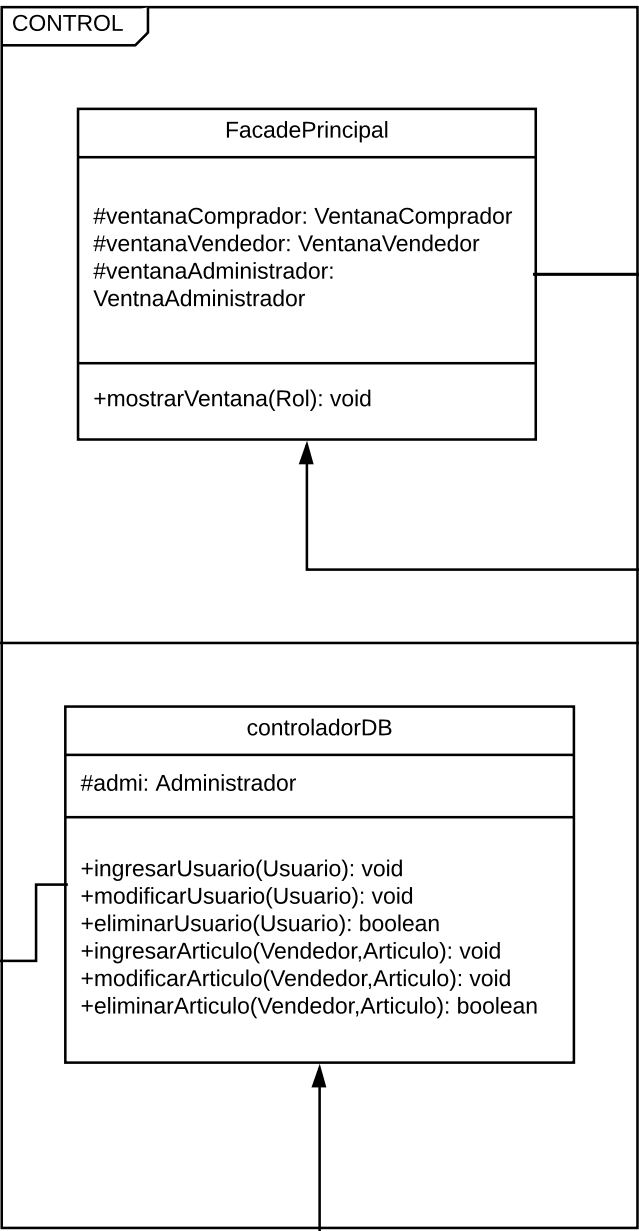 CONTROL
FacadePrincipal
#ventanaComprador: VentanaComprador
#ventanaVendedor: VentanaVendedor
#ventanaAdministrador:
VentnaAdministrador
+mostrarVentana(Rol): void
controladorDB
#admi: Administrador
+ingresarUsuario(Usuario): void
+modificarUsuario(Usuario): void
+eliminarUsuario(Usuario): boolean
+ingresarArticulo(Vendedor,Articulo): void
+modificarArticulo(Vendedor,Articulo): void
+eliminarArticulo(Vendedor,Articulo): boolean